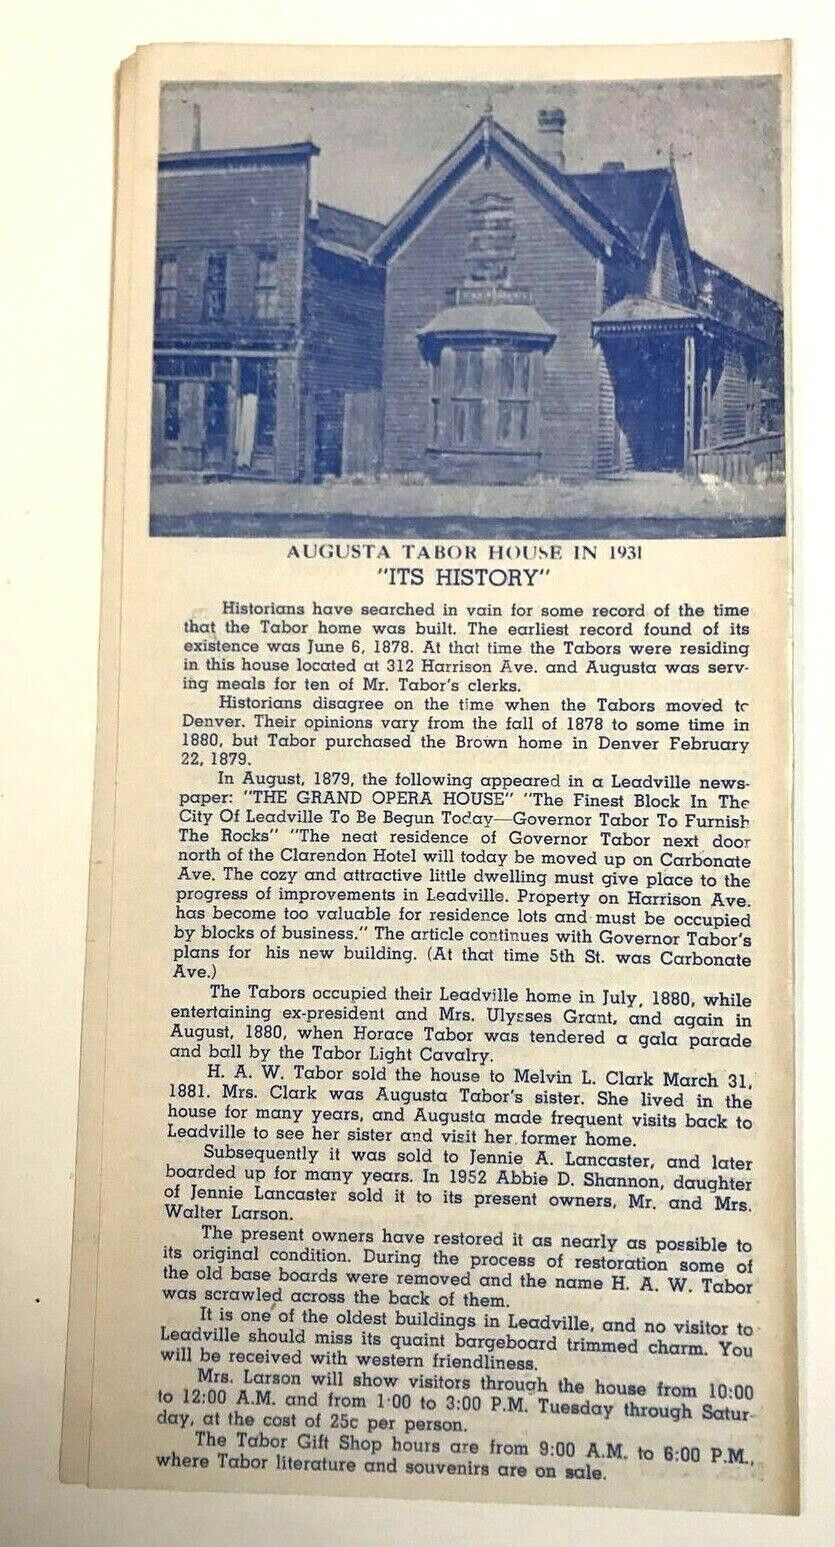 AUGUSTA TABOR HOUSE IN 1931
"ITS HISTORY"
Historians have searched in vain for some record of the time
that the Tabor home was built. The earliest record found of its
existence was June 6, 1878. At that time the Tabors were residing
in this house located at 312 Harrison Ave. and Augusta was serv-
ing meals for ten of Mr. Tabor's clerks.
Historians disagree on the time when the Tabors moved to
Denver. Their opinions vary from the fall of 1878 to some time in
1880, but Tabor purchased the Brown home in Denver February
22, 1879.
In August, 1879, the following appeared in a Leadville news-
paper: "THE GRAND OPERA HOUSE" "The Finest Block In The
City Of Leadville To Be Begun Today—Governor Tabor To Furnish
The Rocks" "The neat residence of Governor Tabor next door
north of the Clarendon Hotel will today be moved up on Carbonate
Ave. The cozy and attractive little dwelling must give place to the
progress of improvements in Leadville. Property on Harrison Ave.
has become too valuable for residence lots and must be occupied
by blocks of business." The article continues with Governor Tabor's
plans for his new building. (At that time 5th St. was Carbonate
Ave.)
The Tabors occupied their Leadville home in July, 1880, while
entertaining ex-president and Mrs. Ulysses Grant, and again in
August, 1880, when Horace Tabor was tendered a gala parade
and ball by the Tabor Light Cavalry.
H. A. W. Tabor sold the house to Melvin L. Clark March 31,
1881. Mrs. Clark was Augusta Tabor's sister. She lived in the
house for many years, and Augusta made frequent visits back to
Leadville to see her sister and visit her former home.
Subsequently it was sold to Jennie A. Lancaster, and later
boarded up for many years. In 1952 Abbie D. Shannon, daughter
of Jennie Lancaster sold it to its present owners, Mr. and Mrs.
Walter Larson.
The present owners have restored it as nearly as possible to
its original condition. During the process of restoration some of
the old base boards were removed and the name H. A. W. Tabor
was scrawled across the back of them.
It is one of the oldest buildings in Leadville, and no visitor to
Leadville should miss its quaint bargeboard trimmed charm. You
will be received with western friendliness.
Mrs. Larson will show visitors through the house from 10:00
to 12:00 A.M. and from 1:00 to 3:00 P.M. Tuesday through Satur-
day, at the cost of 25c per person.
The Tabor Gift Shop hours are from 9:00 A.M. to 6:00 P.M.,
where Tabor literature and souvenirs are on sale.